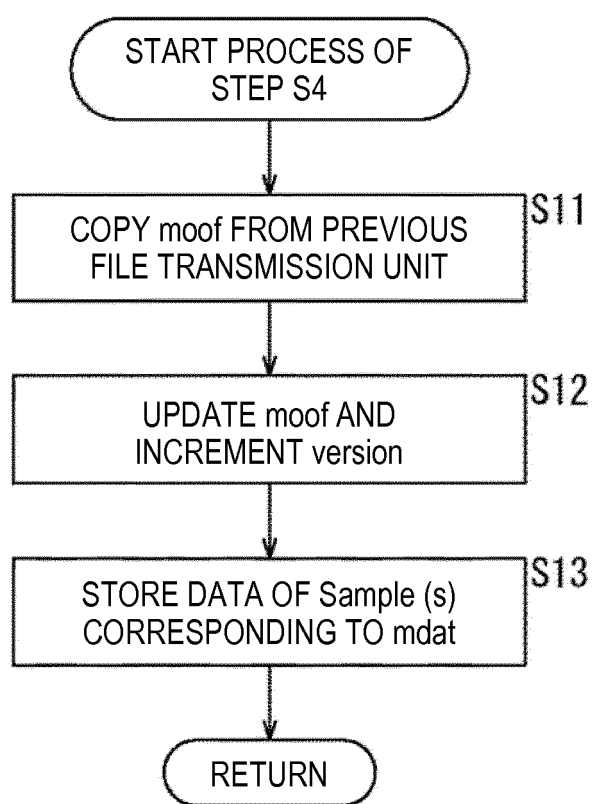 START PROCESS OF
STEP S4
S11
COPY moof FROM PREVIOUS
FILE TRANSMISSION UNIT
S12
UPDATE moof AND
INCREMENT version
S13
STORE DATA OF Sample (s)
CORRESPONDING TO mdat
RETURN